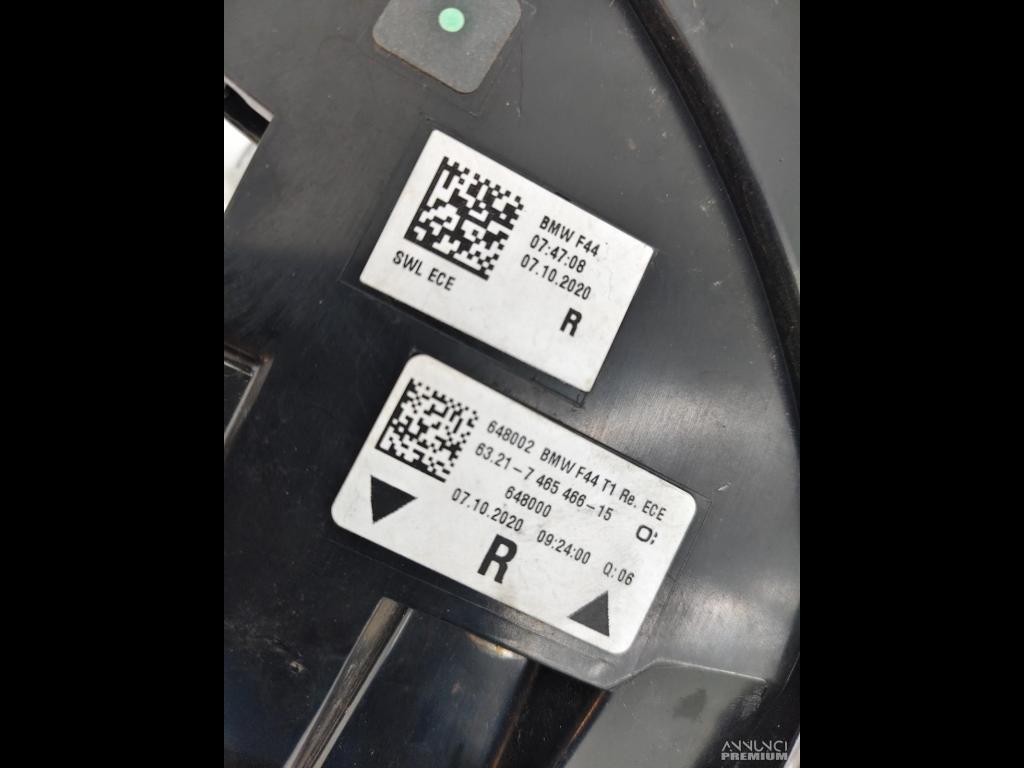 BMW F44
07:47:08
07.10.2020
SWL ECE
R
648002 BMW F44 T1 Re. ECE
63.21-7 465 466-15
648000
07.10.2020 09:24:00 Q:06
R
ANNUNCI
PREMIUM